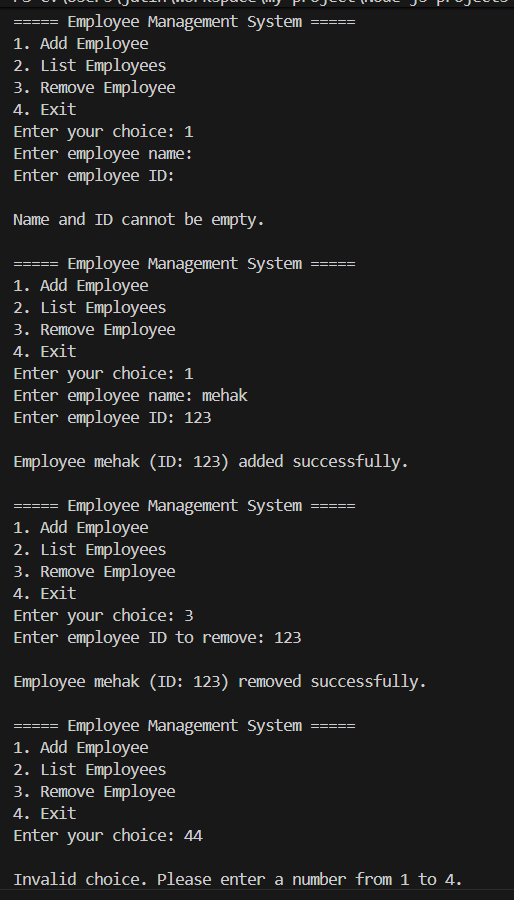 ===== Employee Management System =====
1. Add Employee
2. List Employees
3. Remove Employee
4. Exit
Enter your choice: 1
Enter employee name:
Enter employee ID:
Name and ID cannot be empty.
===== Employee Management System =====
1. Add Employee
2. List Employees
3. Remove Employee
4. Exit
Enter your choice: 1
Enter employee name: mehak
Enter employee ID: 123
Employee mehak (ID: 123) added successfully.
===== Employee Management System =====
1. Add Employee
2. List Employees
3. Remove Employee
4. Exit
Enter your choice: 3
Enter employee ID to remove: 123
Employee mehak (ID: 123) removed successfully.
===== Employee Management System =====
1. Add Employee
2. List Employees
3. Remove Employee
4. Exit
Enter your choice: 44
Invalid choice. Please enter a number from 1 to 4.